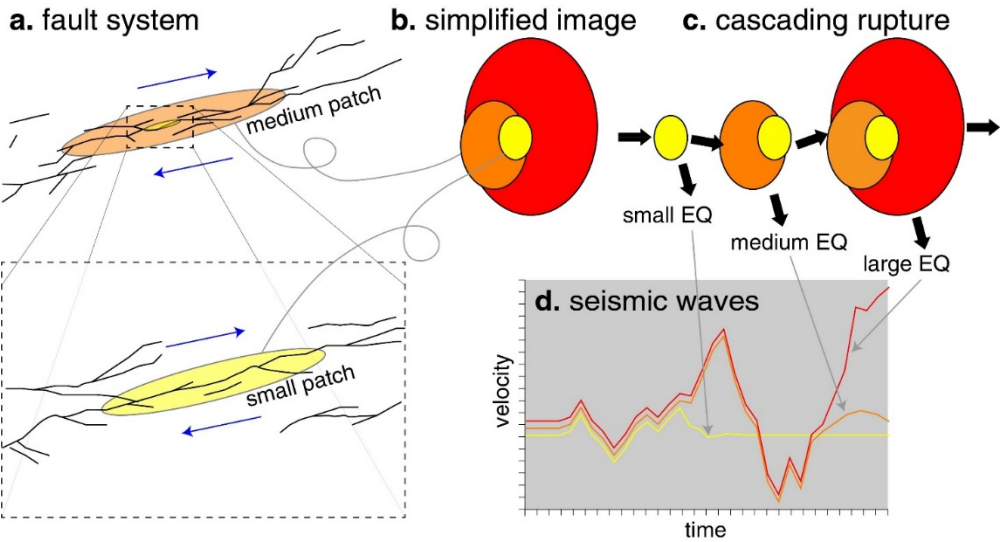 a. fault system
b. simplified image
c. cascading rupture
medium patch
small patch
small EQ
medium EQ
large EQ
d. seismic waves
velocity
time